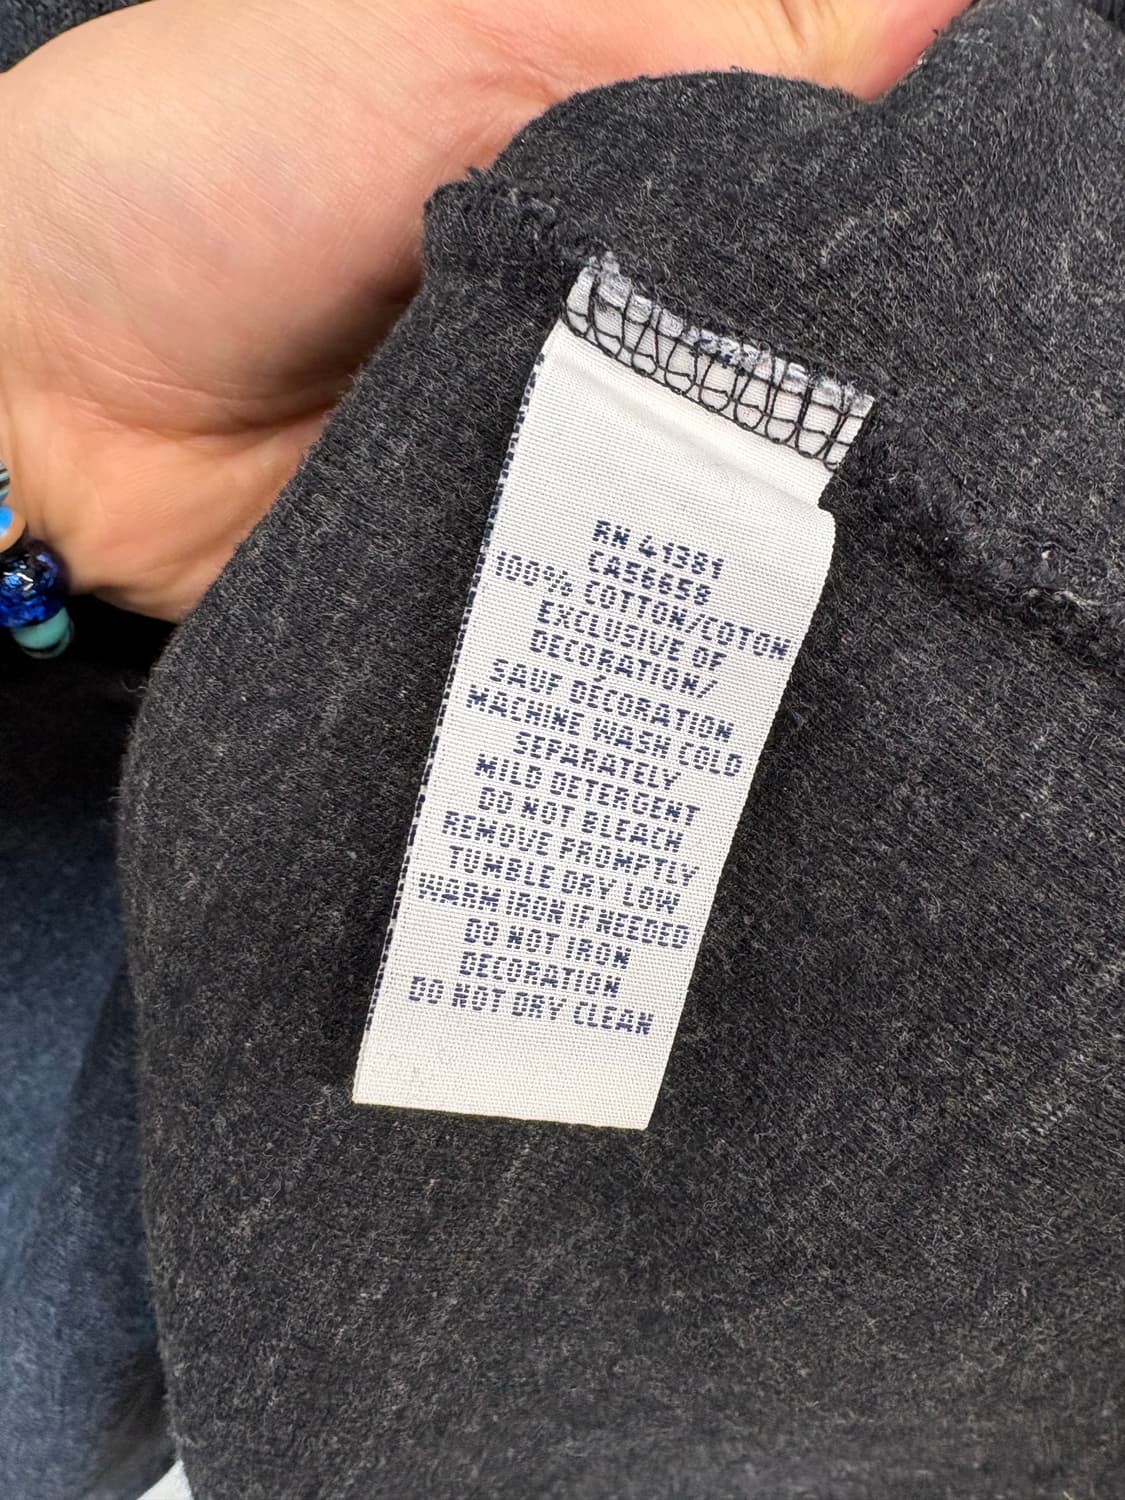 RN 41381
CA56658
100% COTTON/COTON
EXCLUSIVE OF
DECORATION/
SAUF DÉCORATION
MACHINE WASH COLD
SEPARATELY
MILD DETERGENT
DO NOT BLEACH
REMOVE PROMPTLY
TUMBLE DRY LOW
WARM IRON IF NEEDED
DO NOT IRON
DECORATION
DO NOT DRY CLEAN